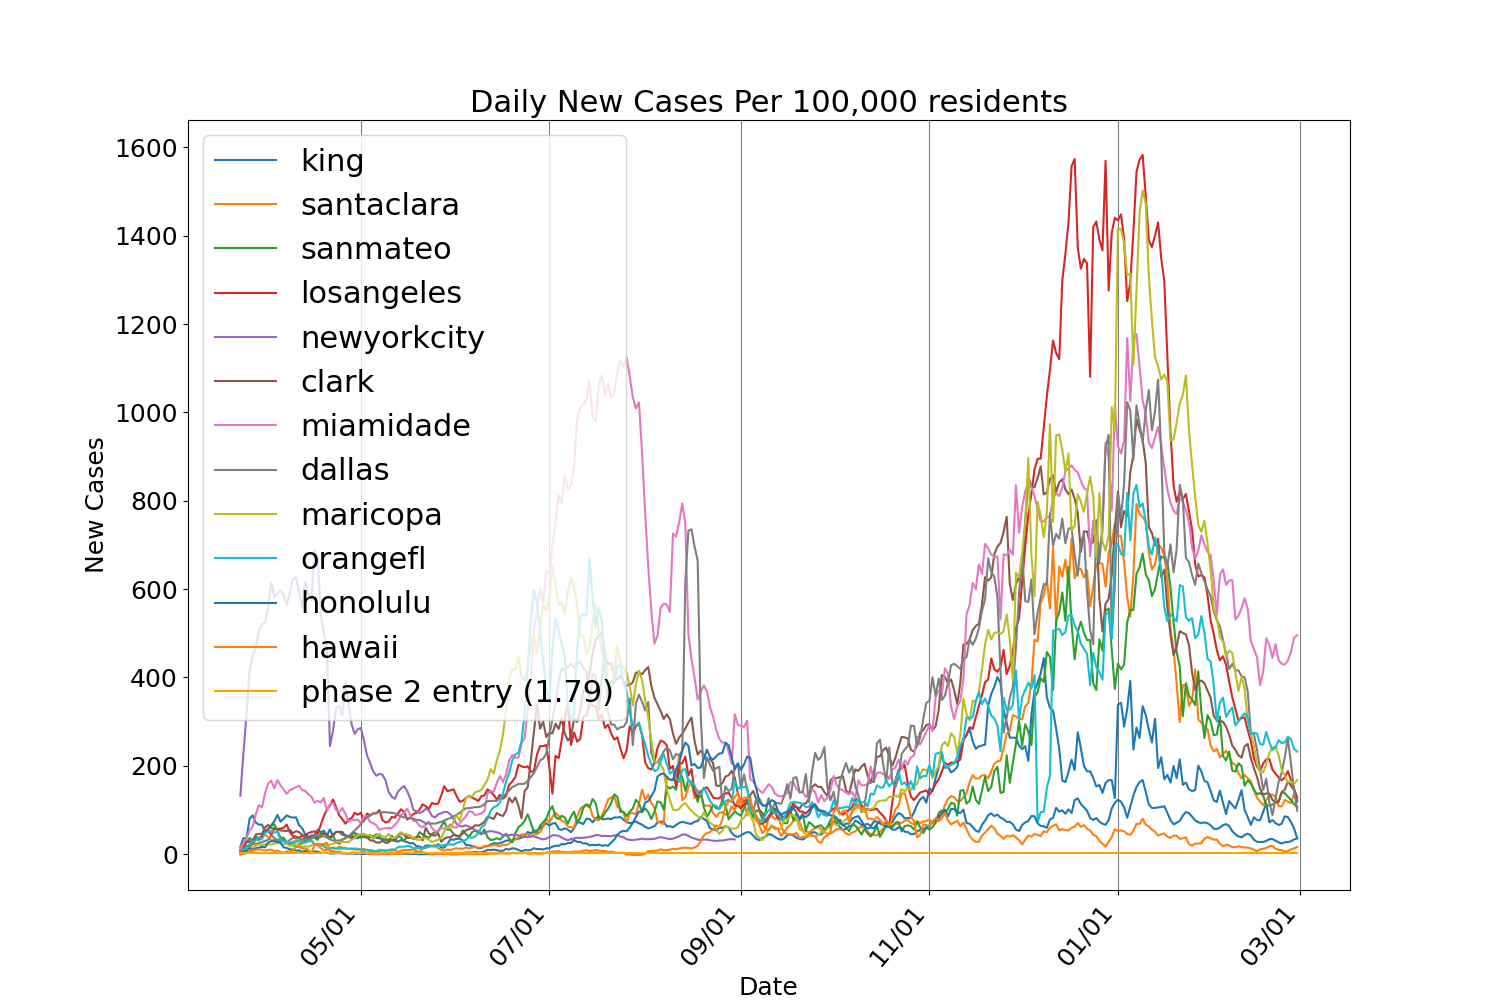 Daily New Cases Per 100,000 residents
1600
1400
1200
1000
800
600
400
200
0
New Cases
king
santaclara
sanmateo
losangeles
newyorkcity
clark
miamidade
dallas
maricopa
orangefl
honolulu
hawaii
phase 2 entry (1.79)
05/01
07/01
09/01
11/01
01/01
03/01
Date